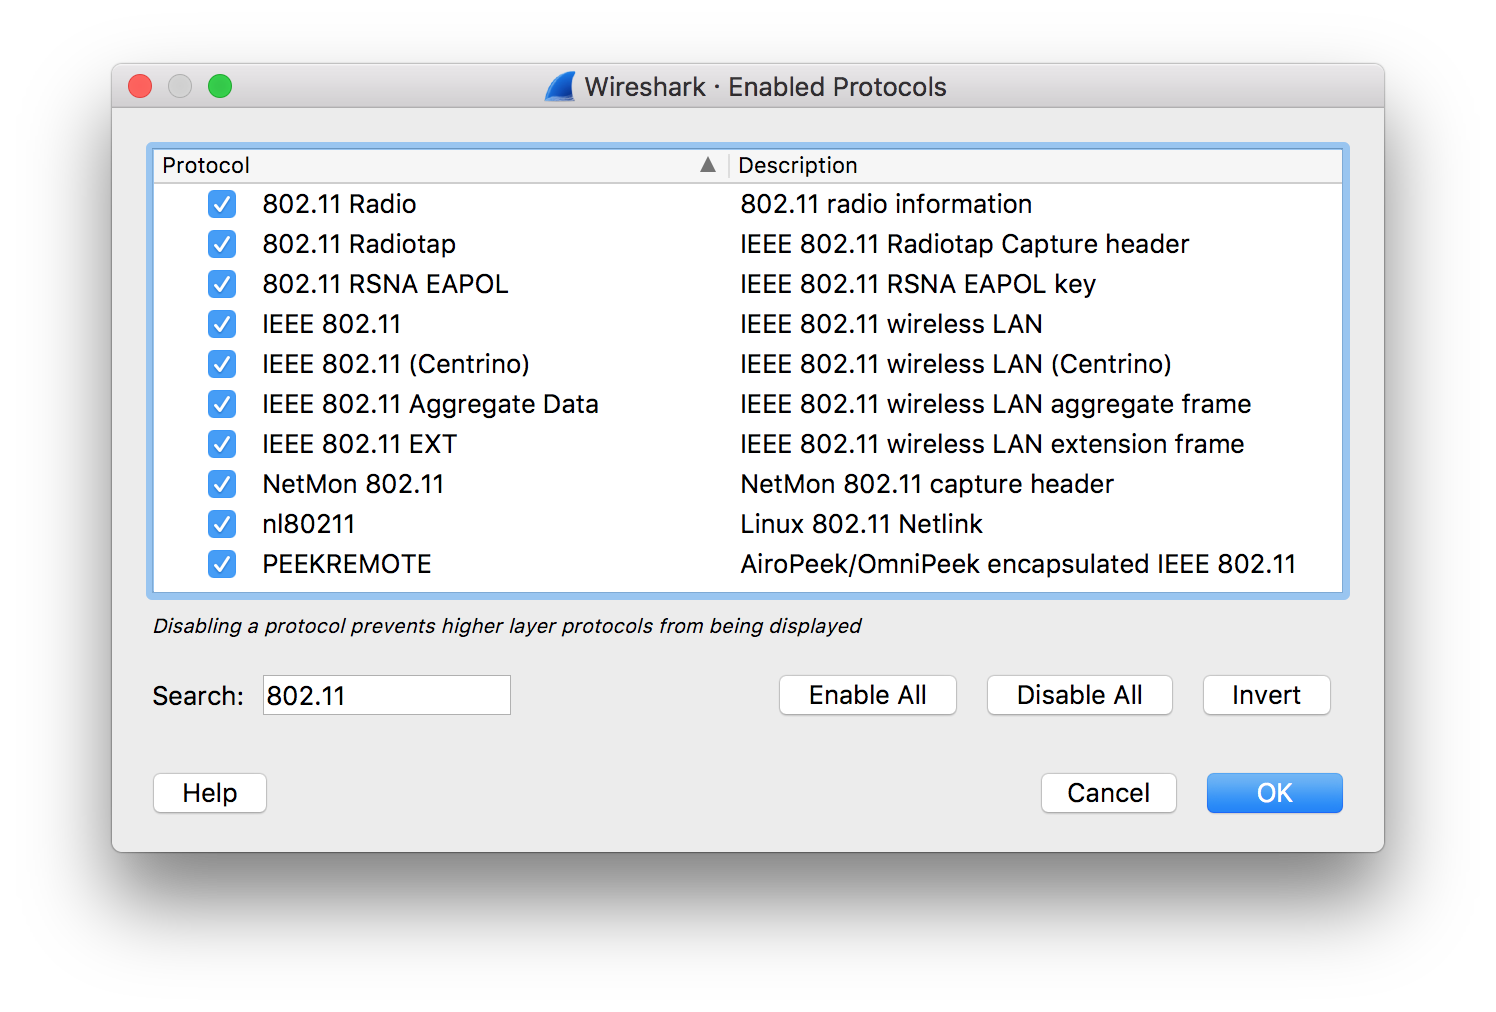 Wireshark · Enabled Protocols
Protocol Description
802.11 Radio 802.11 radio information
802.11 Radiotap IEEE 802.11 Radiotap Capture header
802.11 RSNA EAPOL IEEE 802.11 RSNA EAPOL key
IEEE 802.11 IEEE 802.11 wireless LAN
IEEE 802.11 (Centrino) IEEE 802.11 wireless LAN (Centrino)
IEEE 802.11 Aggregate Data IEEE 802.11 wireless LAN aggregate frame
IEEE 802.11 EXT IEEE 802.11 wireless LAN extension frame
NetMon 802.11 NetMon 802.11 capture header
nl80211 Linux 802.11 Netlink
PEEKREMOTE AiroPeek/OmniPeek encapsulated IEEE 802.11
Disabling a protocol prevents higher layer protocols from being displayed
Search: 802.11 Enable All Disable All Invert
Help Cancel OK